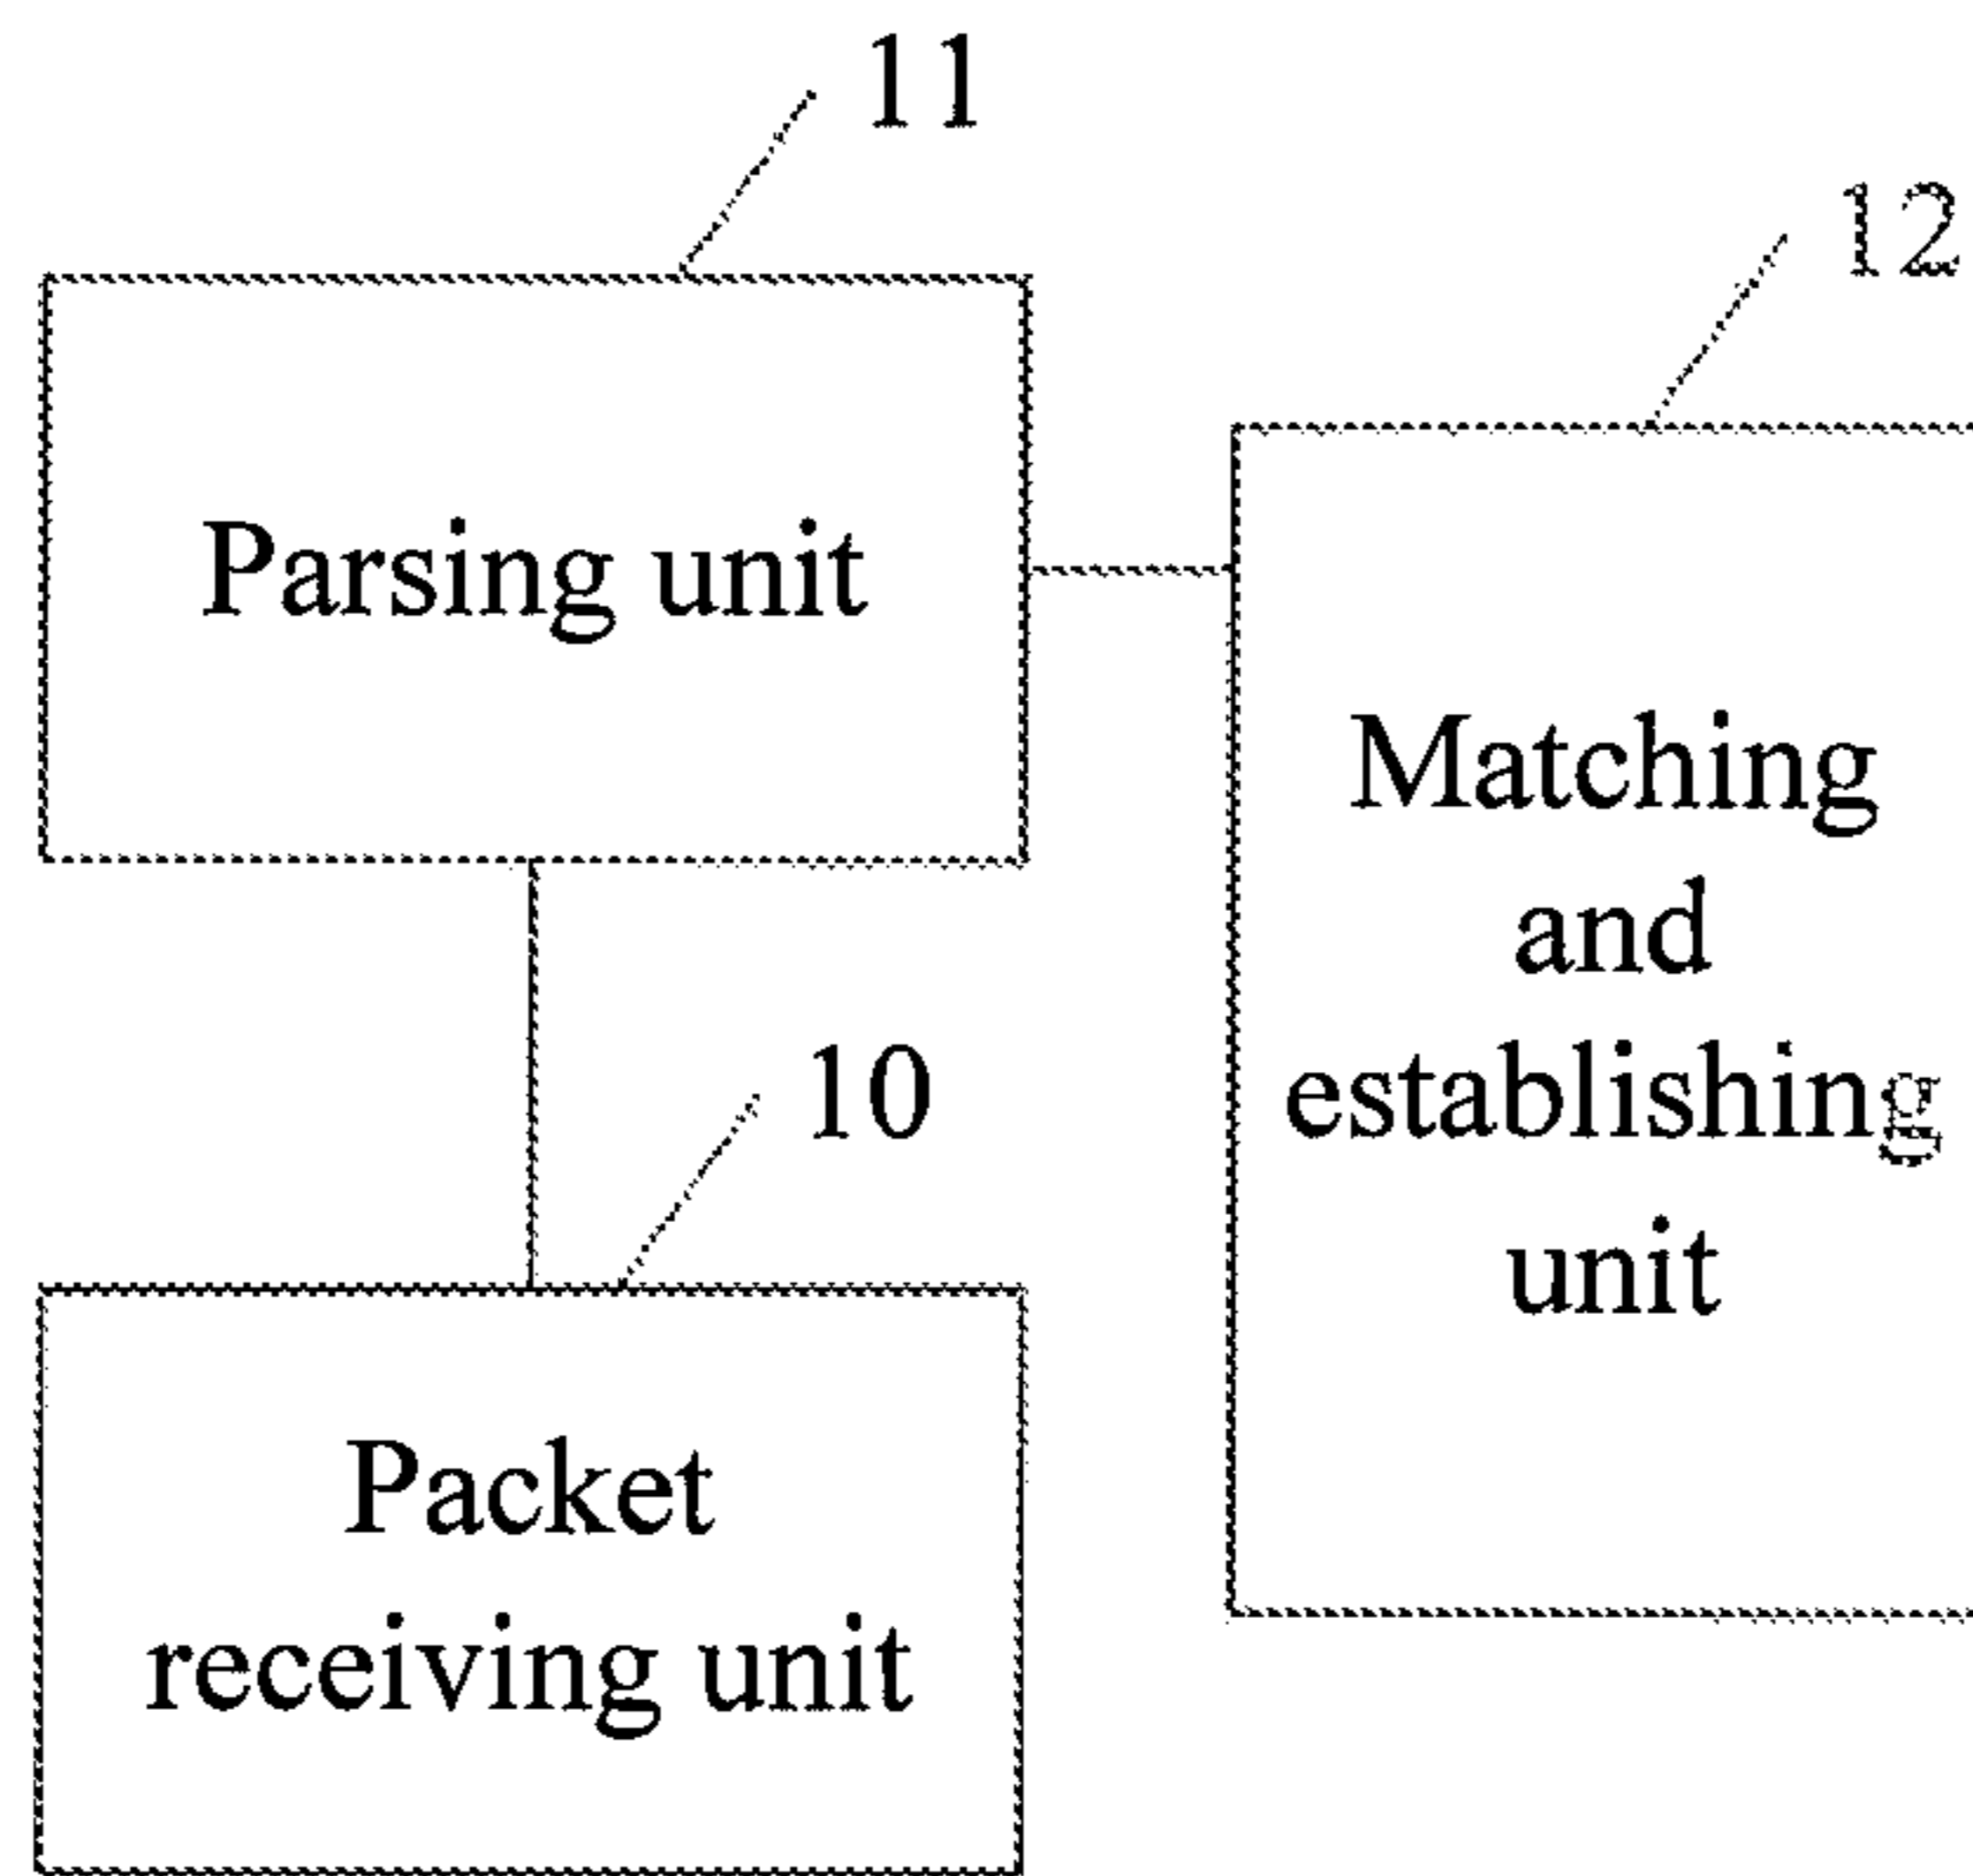 11
12
Parsing unit
Matching
and
establishing
unit
10
Packet
receiving unit